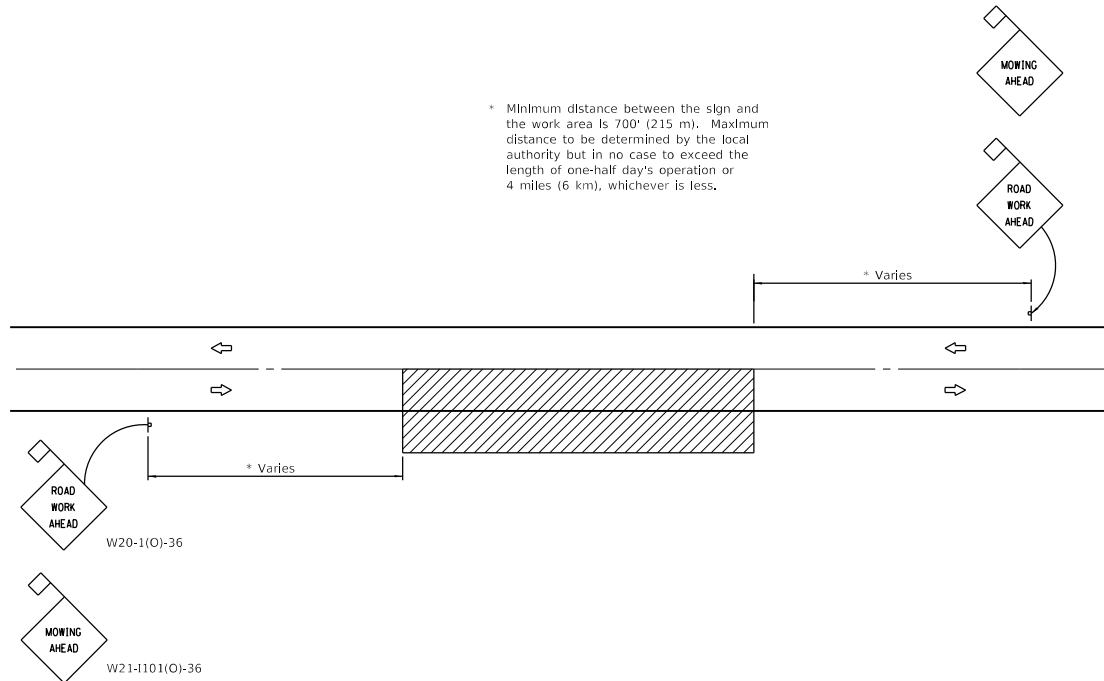 MOWING
AHEAD
* Minimum distance between the sign and
the work area is 700' (215 m). Maximum
distance to be determined by the local
authority but in no case to exceed the
length of one-half day's operation or
4 miles (6 km), whichever is less.
ROAD
WORK
AHEAD
* Varies
* Varies
ROAD
WORK
AHEAD
W20-1(O)-36
MOWING
AHEAD
W21-I101(O)-36